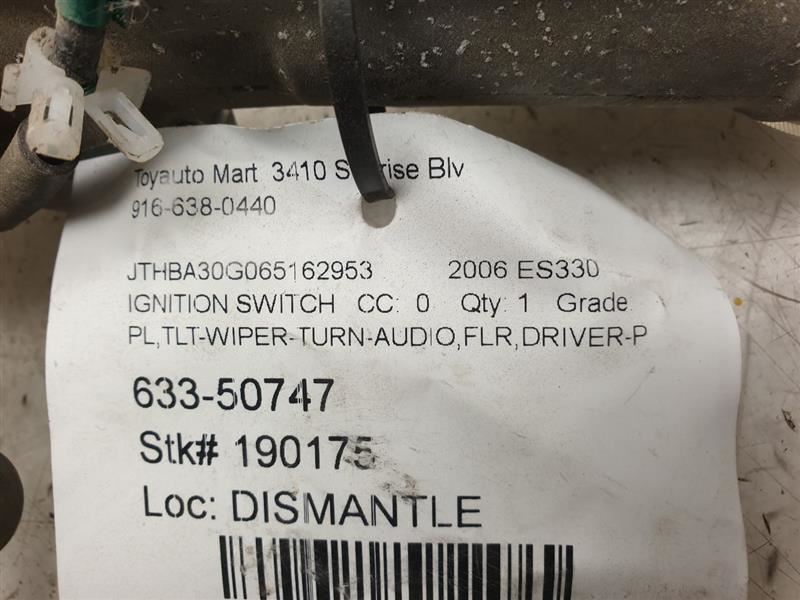 Toyauto Mart 3410 Blv
916-638-0440
JTHBA30G065162953 2006 ES330
IGNITION SWITCH CC: 0 Qty: 1 Grade:
PL,TLT-WIPER-TURN-AUDIO,FLR,DRIVER-P
633-50747
Stk# 190175
Loc: DISMANTLE